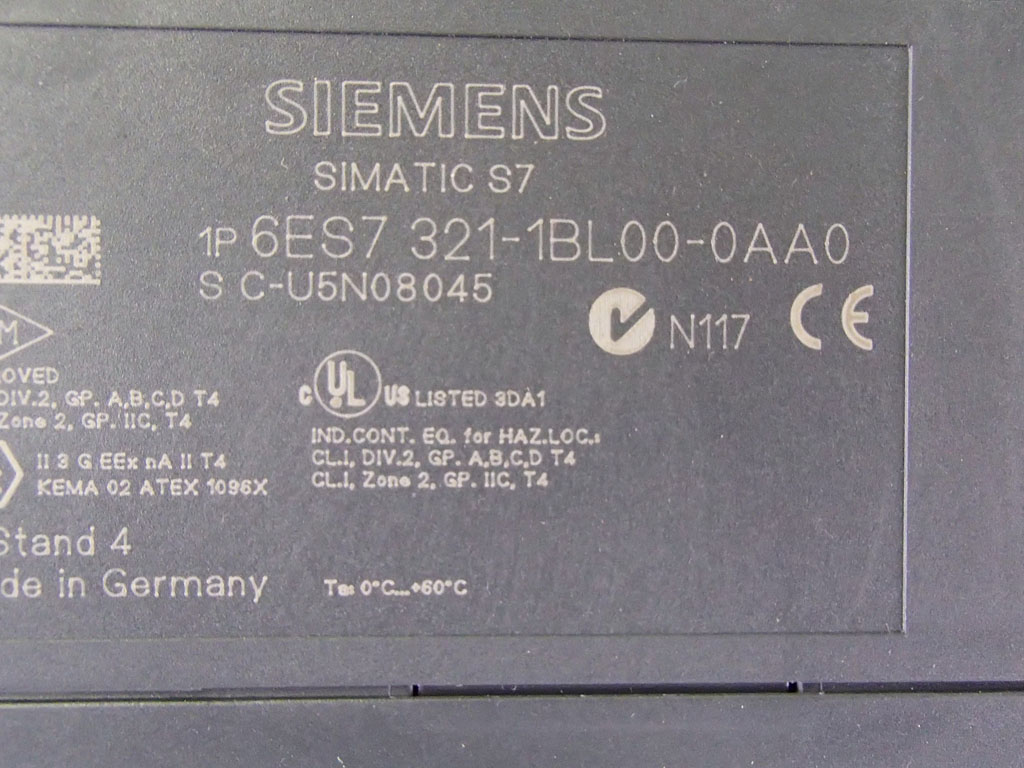 SIEMENS
SIMATIC S7
1P 6ES7 321-1BL00-0AA0
S C-U5N08045
N117 CE
M
OVED
DIV.2, GP. A,B,C,D T4
Zone 2, GP. IIC, T4
II 3 G EEx nA II T4
KEMA 02 ATEX 1096X
c UL US LISTED 3DA1
IND.CONT. EQ. for HAZ.LOC.:
CL.I, DIV.2, GP. A,B,C,D T4
CL.I, Zone 2, GP. IIC, T4
Stand 4
de in Germany
Ta: 0°C...+60°C